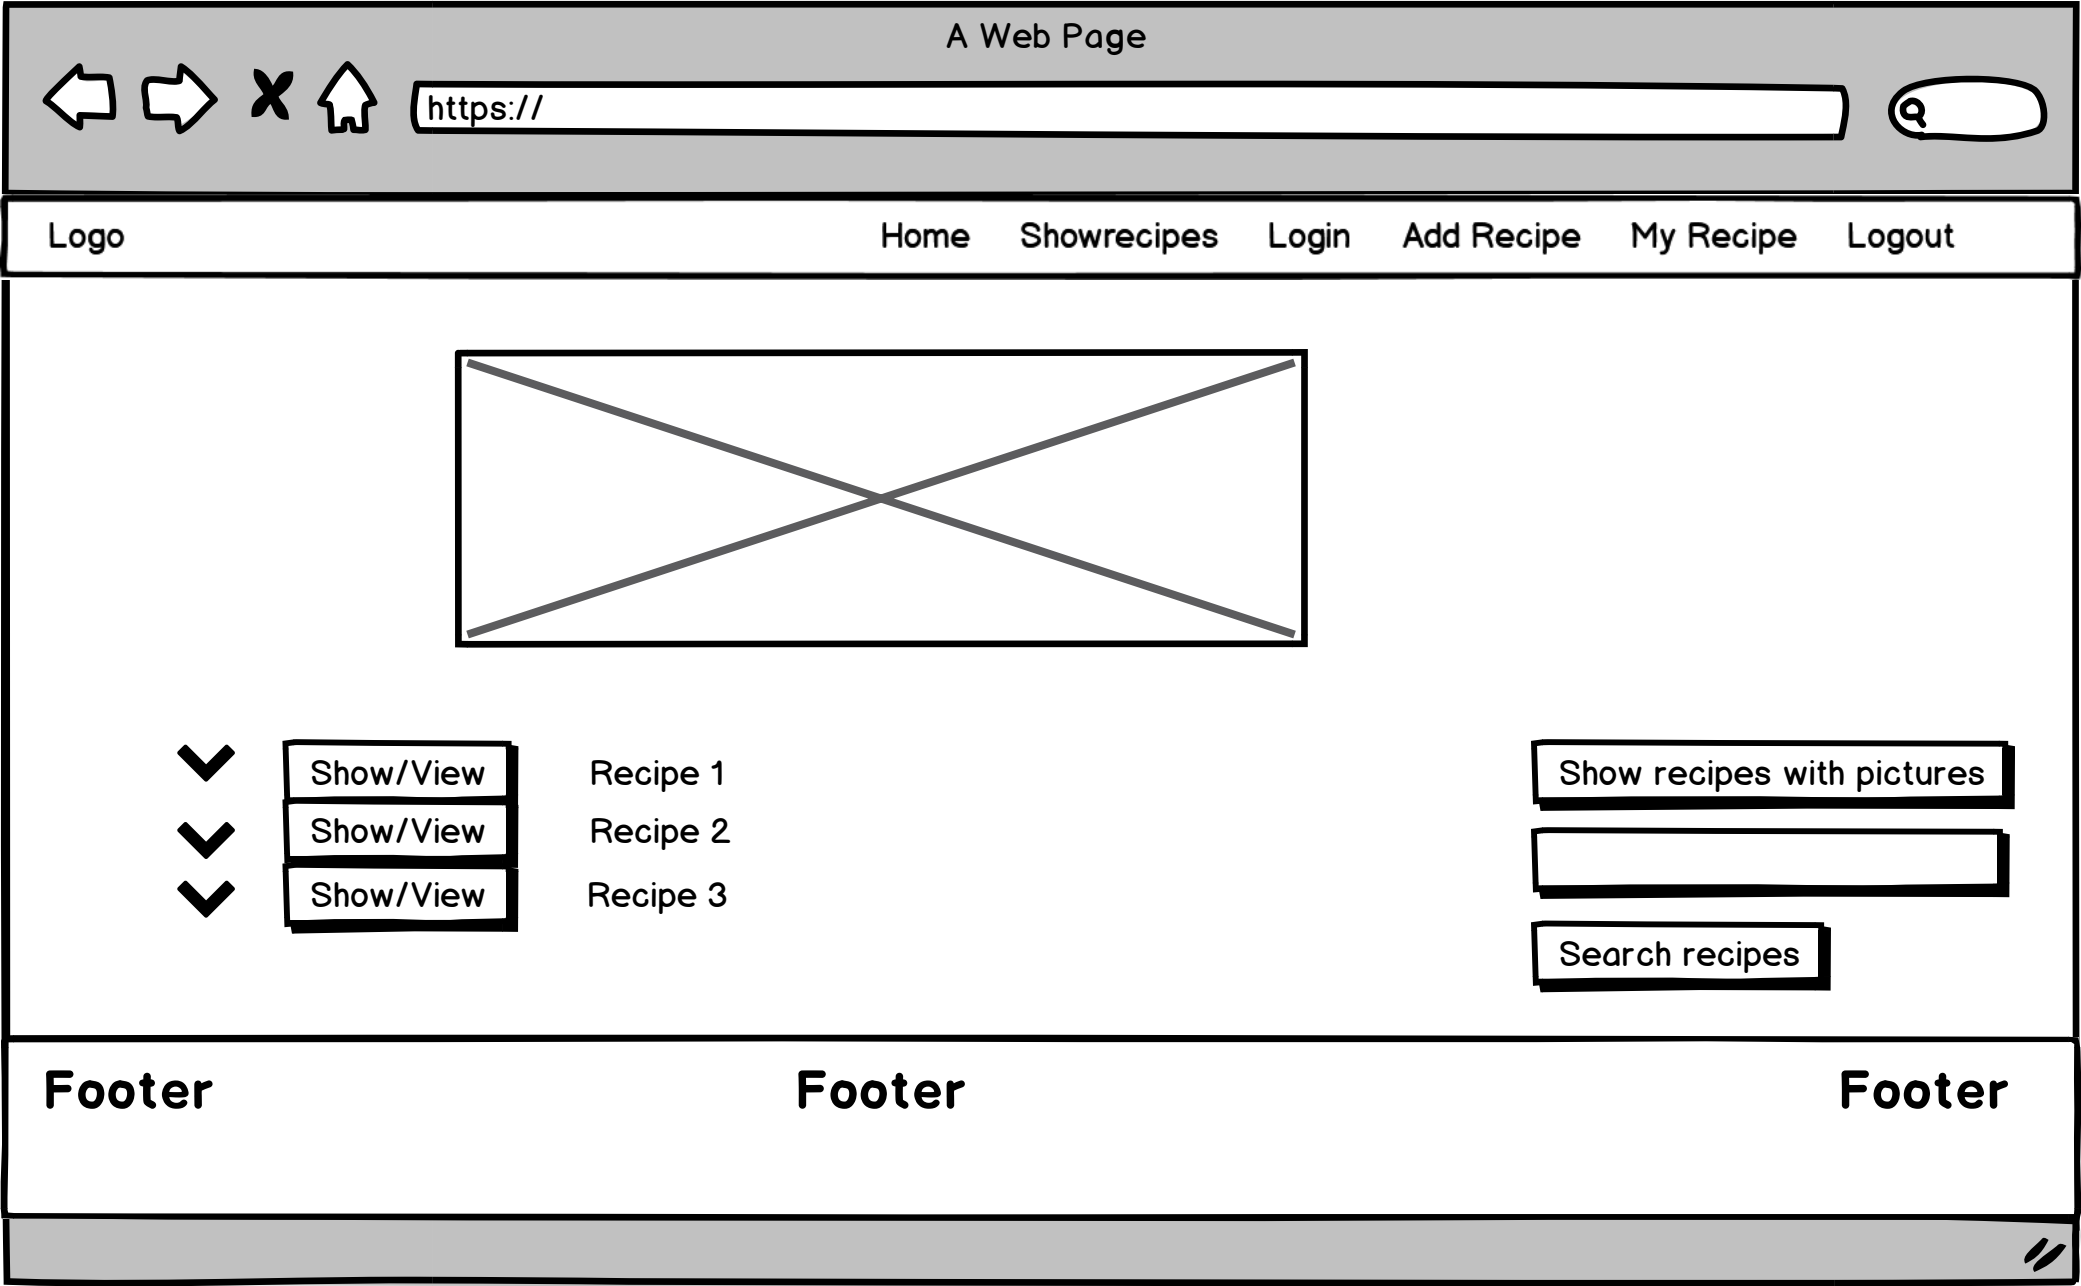 A Web Page
https://
Logo Home Showrecipes Login Add Recipe My Recipe Logout
Show/View Recipe 1 Show recipes with pictures
Show/View Recipe 2
Show/View Recipe 3
Search recipes
Footer Footer Footer